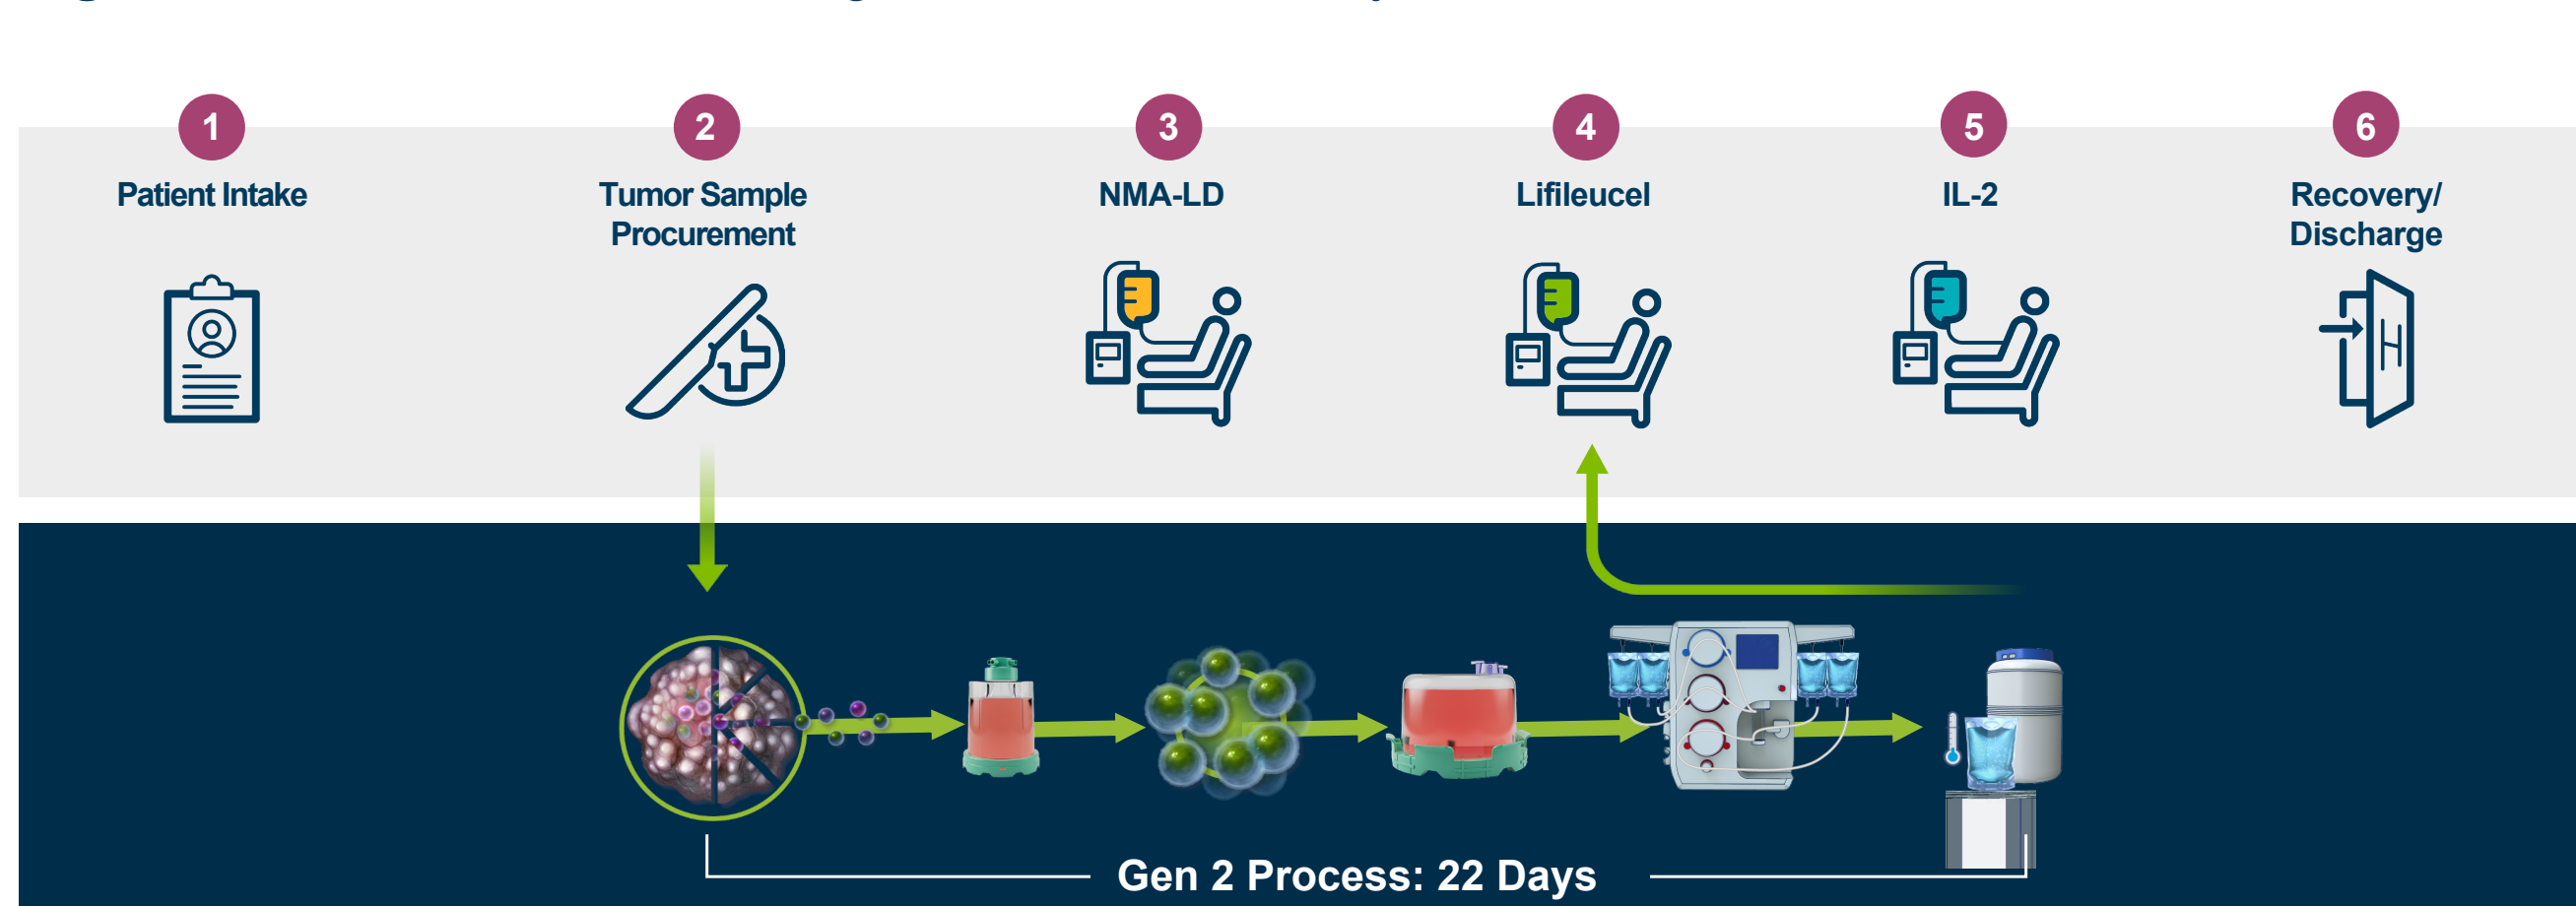 1
2
3
4
5
6
Patient Intake
Tumor Sample
Procurement
NMA-LD
Lifileucel
IL-2
Recovery/
Discharge
H
Gen 2 Process: 22 Days